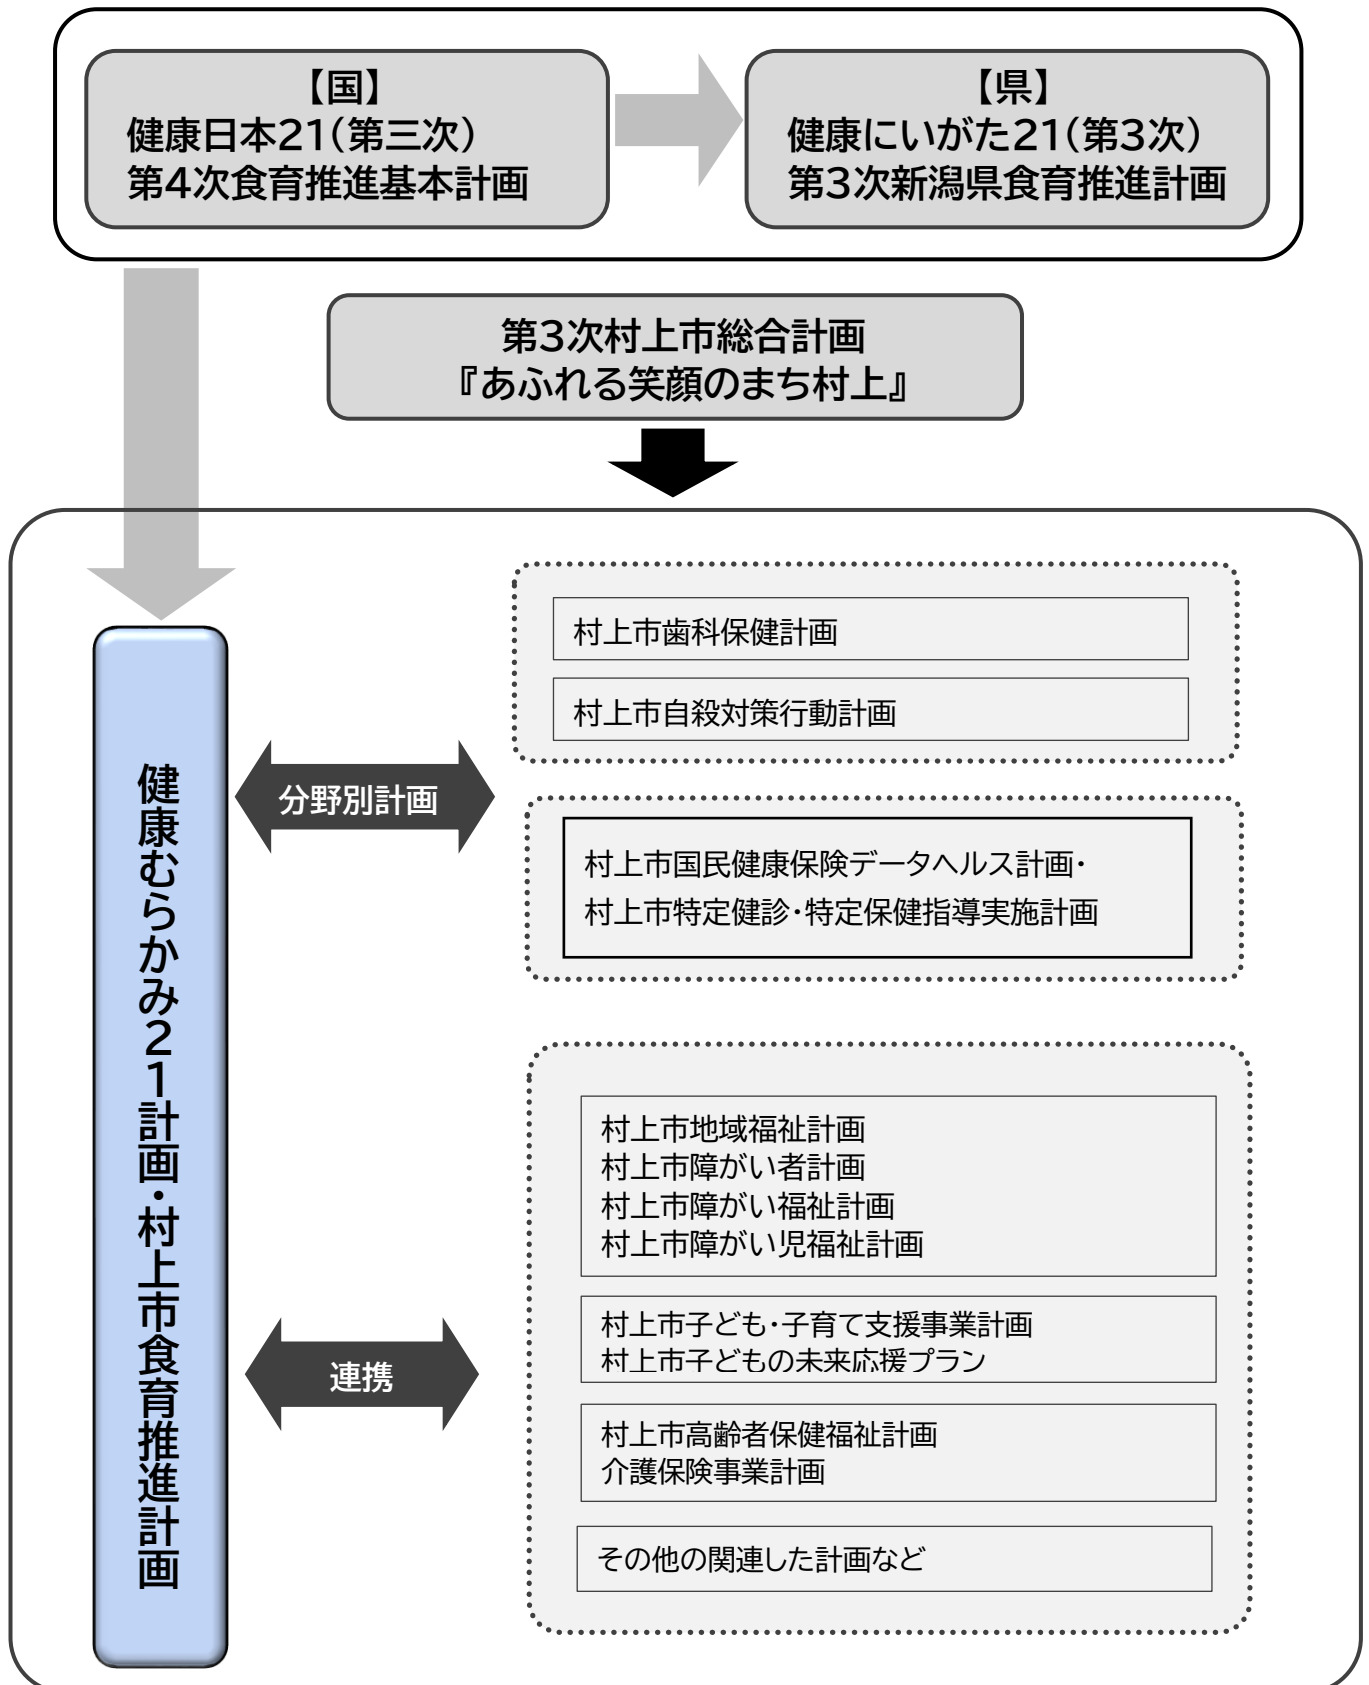 【国】
健康日本21(第三次)
第4次食育推進基本計画
【県】
健康にいがた21(第3次)
第3次新潟県食育推進計画
第3次村上市総合計画
『あふれる笑顔のまち村上』
健康むらかみ21計画・村上市食育推進計画
分野別計画
村上市歯科保健計画
村上市自殺対策行動計画
村上市国民健康保険データヘルス計画・
村上市特定健診・特定保健指導実施計画
連携
村上市地域福祉計画
村上市障がい者計画
村上市障がい福祉計画
村上市障がい児福祉計画
村上市子ども・子育て支援事業計画
村上市子どもの未来応援プラン
村上市高齢者保健福祉計画
介護保険事業計画
その他の関連した計画など